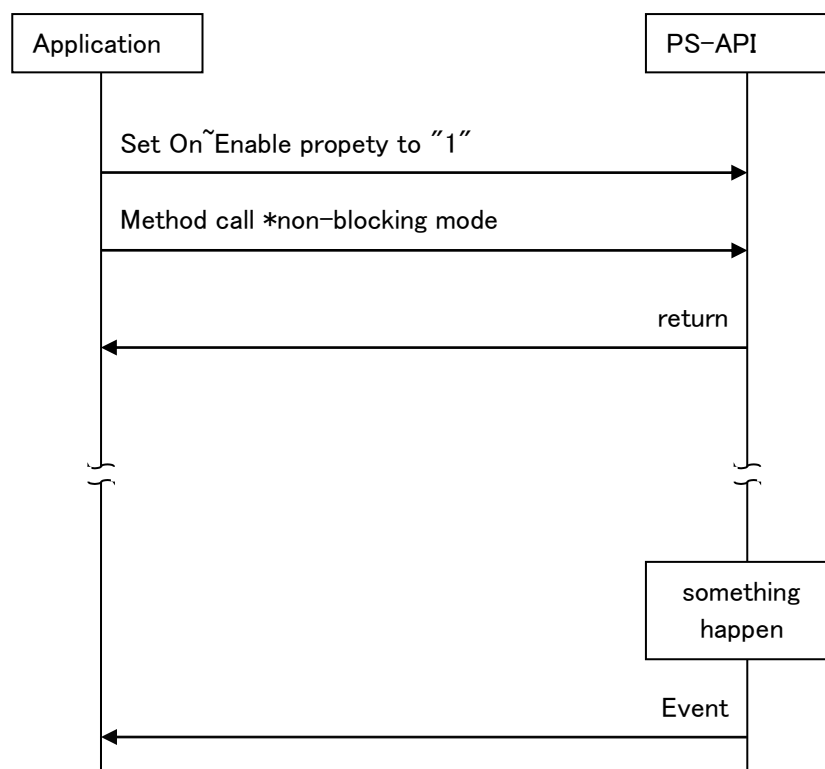 Application
PS-API
Set On~Enable propety to "1"
Method call *non-blocking mode
return
something
happen
Event